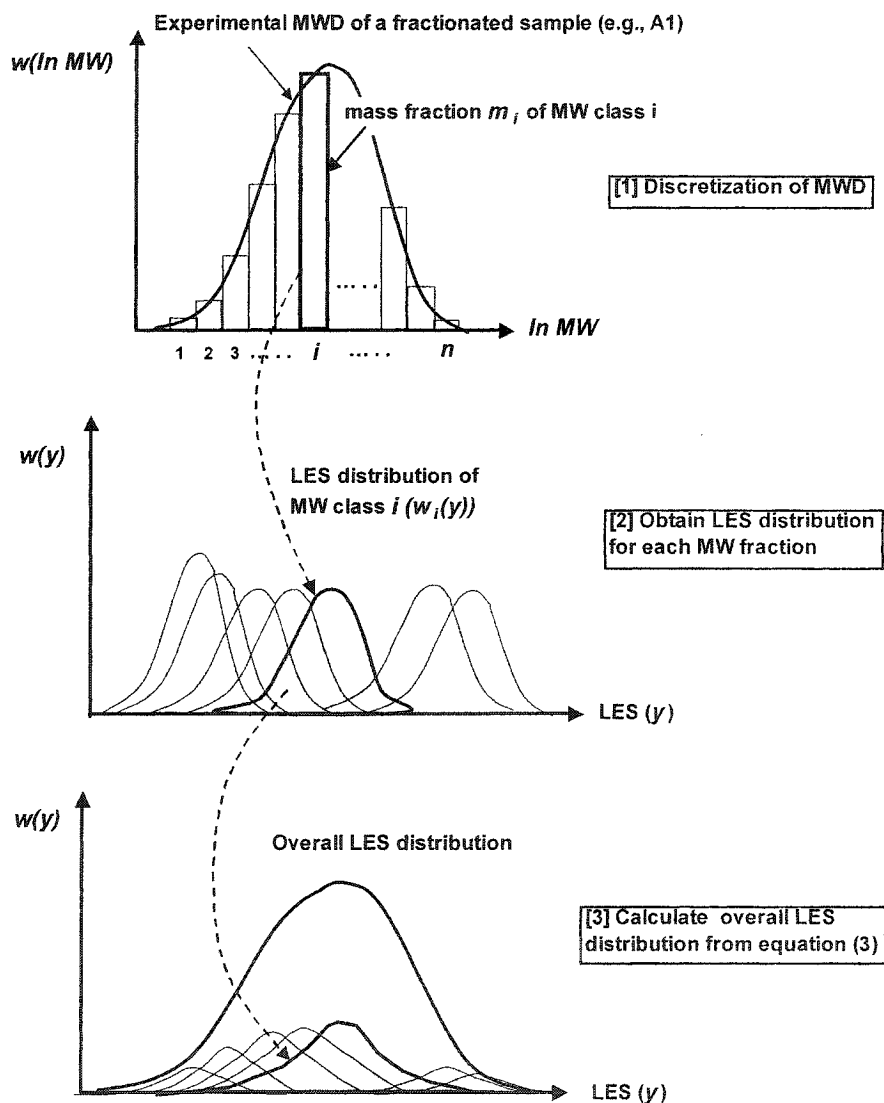 Experimental MWD of a fractionated sample (e.g., A1)
w(ln MW)
mass fraction m i of MW class i
[1] Discretization of MWD
.....
ln MW
1 2 3 ..... i ..... n
w(y)
LES distribution of
MW class i (wi(y))
[2] Obtain LES distribution
for each MW fraction
LES (y)
w(y)
Overall LES distribution
[3] Calculate overall LES
distribution from equation (3)
LES (y)